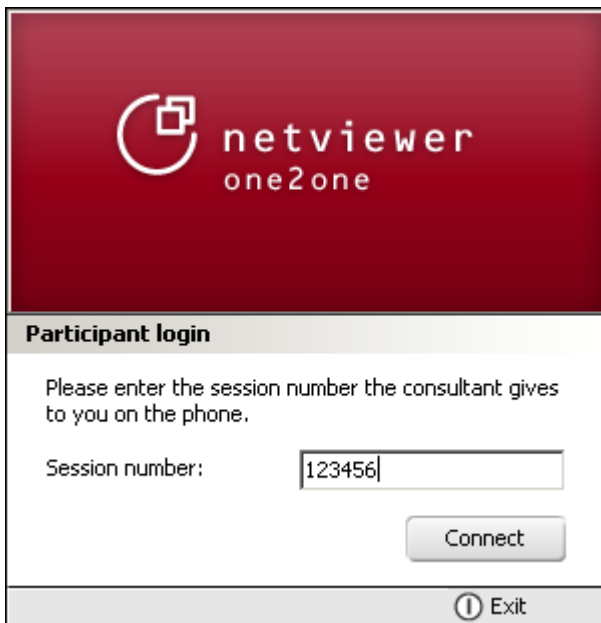 netviewer
one2one
Participant login
Please enter the session number the consultant gives
to you on the phone.
Session number: 123456
Connect
Exit